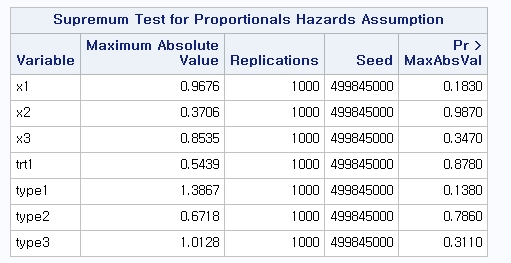 Supremum Test for Proportionals Hazards Assumption
Variable Maximum Absolute Value Replications Seed Pr > MaxAbsVal
x1 0.9676 1000 499845000 0.1830
x2 0.3706 1000 499845000 0.9870
x3 0.8535 1000 499845000 0.3470
trt1 0.5439 1000 499845000 0.8780
type1 1.3867 1000 499845000 0.1380
type2 0.6718 1000 499845000 0.7860
type3 1.0128 1000 499845000 0.3110